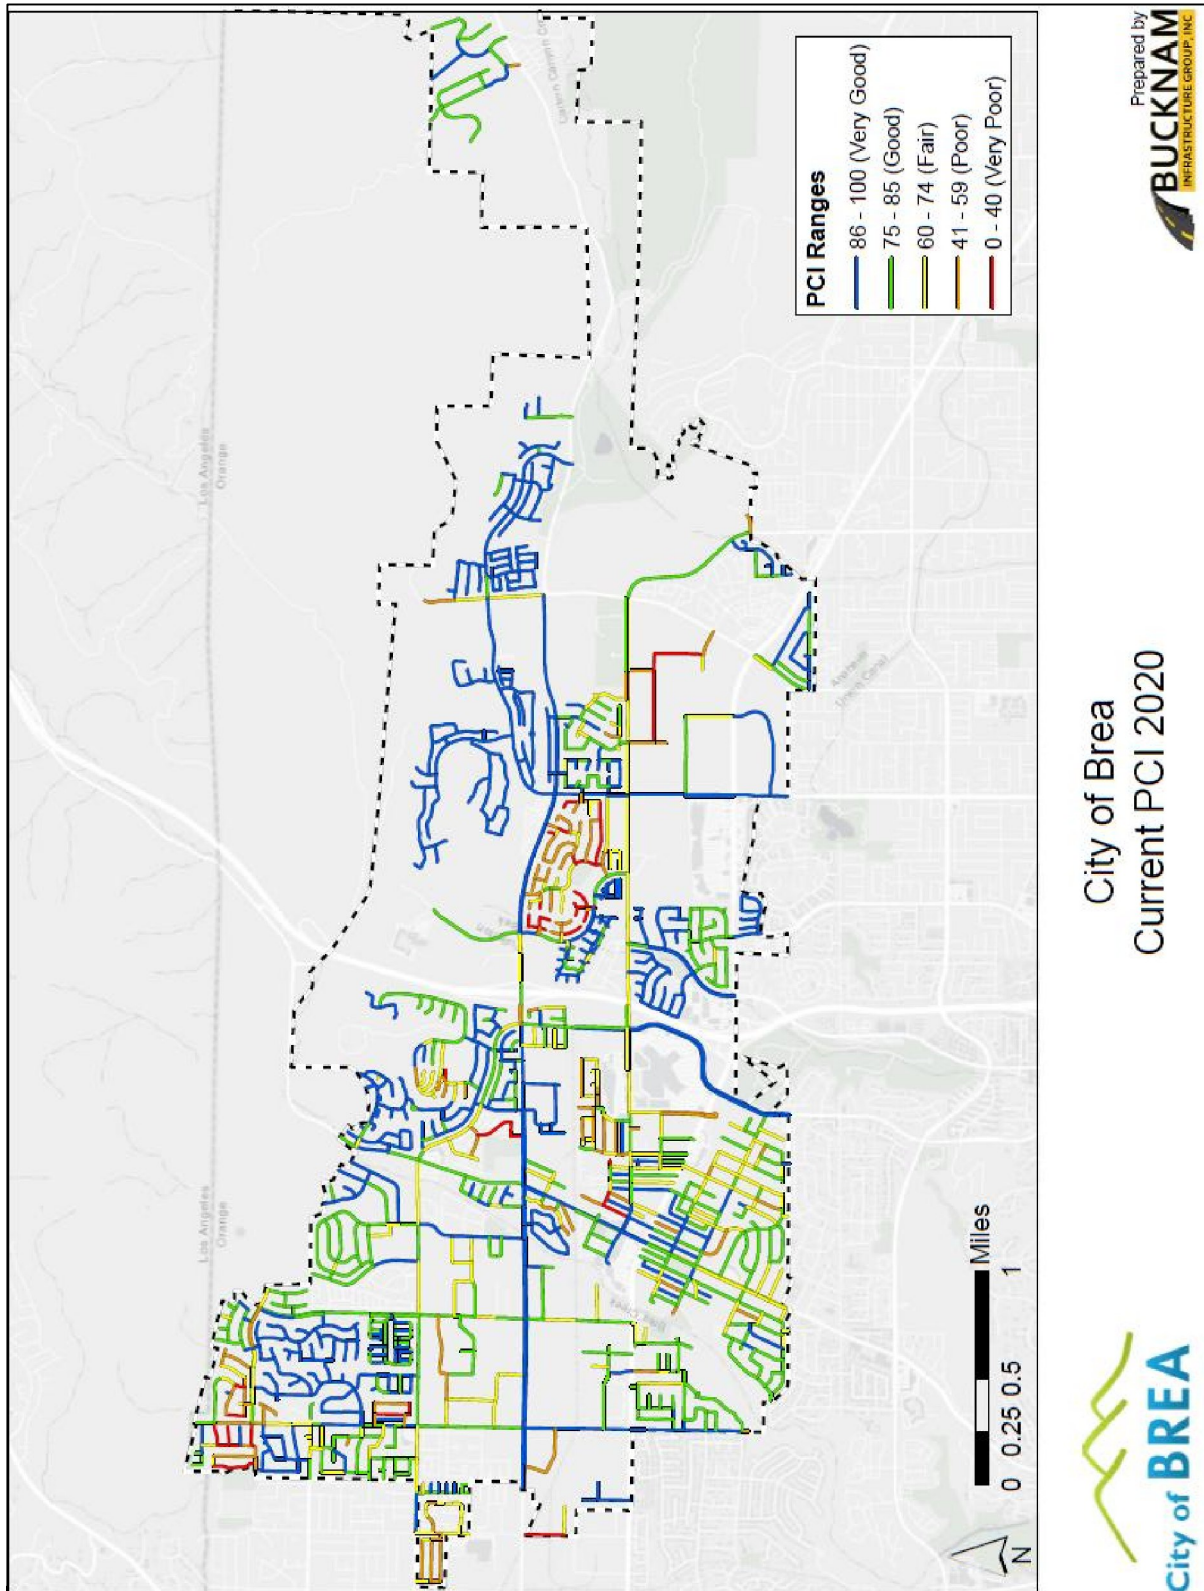 Los Angeles
Orange
Los Angeles
Orange
PCI Ranges
86 - 100 (Very Good)
75 - 85 (Good)
60 - 74 (Fair)
41 - 59 (Poor)
0 - 40 (Very Poor)
Miles
0 0.25 0.5 1
N
City of BREA
City of Brea
Current PCI 2020
Prepared by
BUCKNAM
INFRASTRUCTURE GROUP, INC